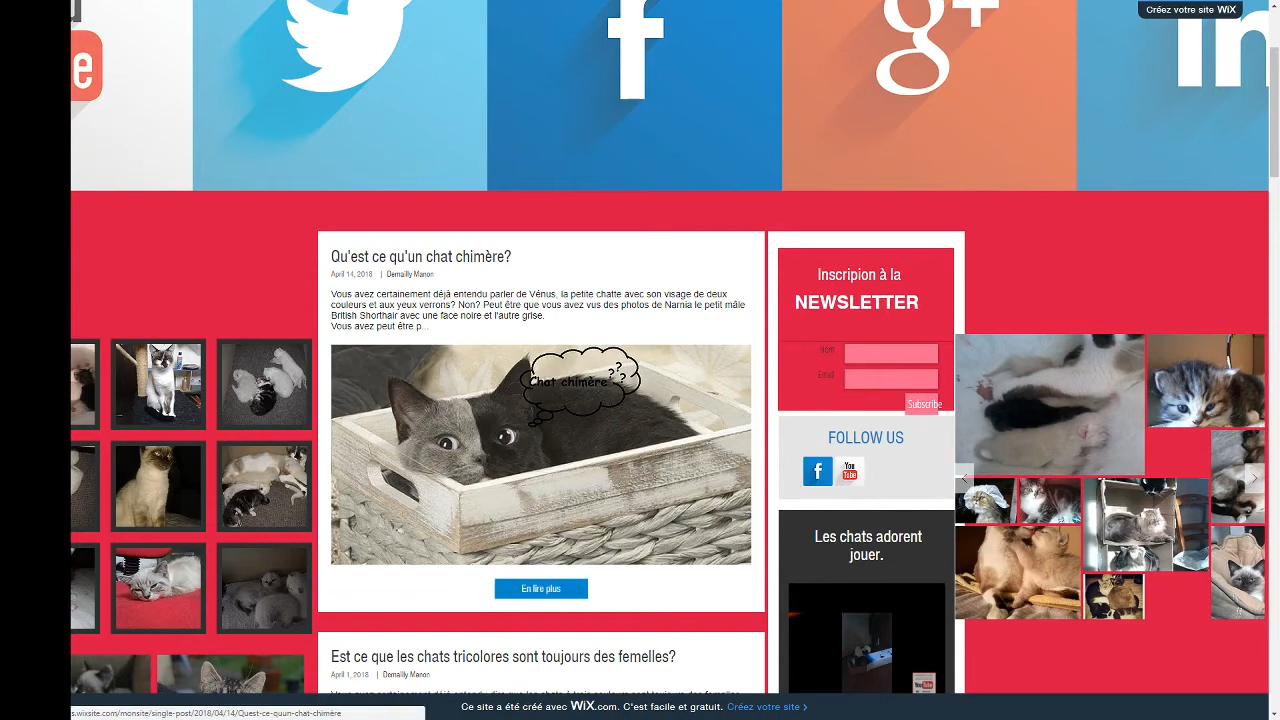 Créez votre site WiX
e
f
g+
in
Qu'est ce qu'un chat chimère?
April 14, 2018 | Demailly Manon
Vous avez certainement déjà entendu parler de Vénus, la petite chatte avec son visage de deux
couleurs et aux yeux verrons? Non? Peut être que vous avez vus des photos de Narnia le petit mâle
British Shorthair avec une face noire et l'autre grise.
Vous avez peut être p...
Chat chimère???
En lire plus
Est ce que les chats tricolores sont toujours des femelles?
April 1, 2018 | Demailly Manon
Inscripion à la
NEWSLETTER
Nom
Email
Subscribe
FOLLOW US
f
You Tube
Les chats adorent
jouer.
You Tube
Ce site a été créé avec WiX.com. C'est facile et gratuit. Créez votre site >
s.wixsite.com/monsite/single-post/2018/04/14/Quest-ce-quun-chat-chimère